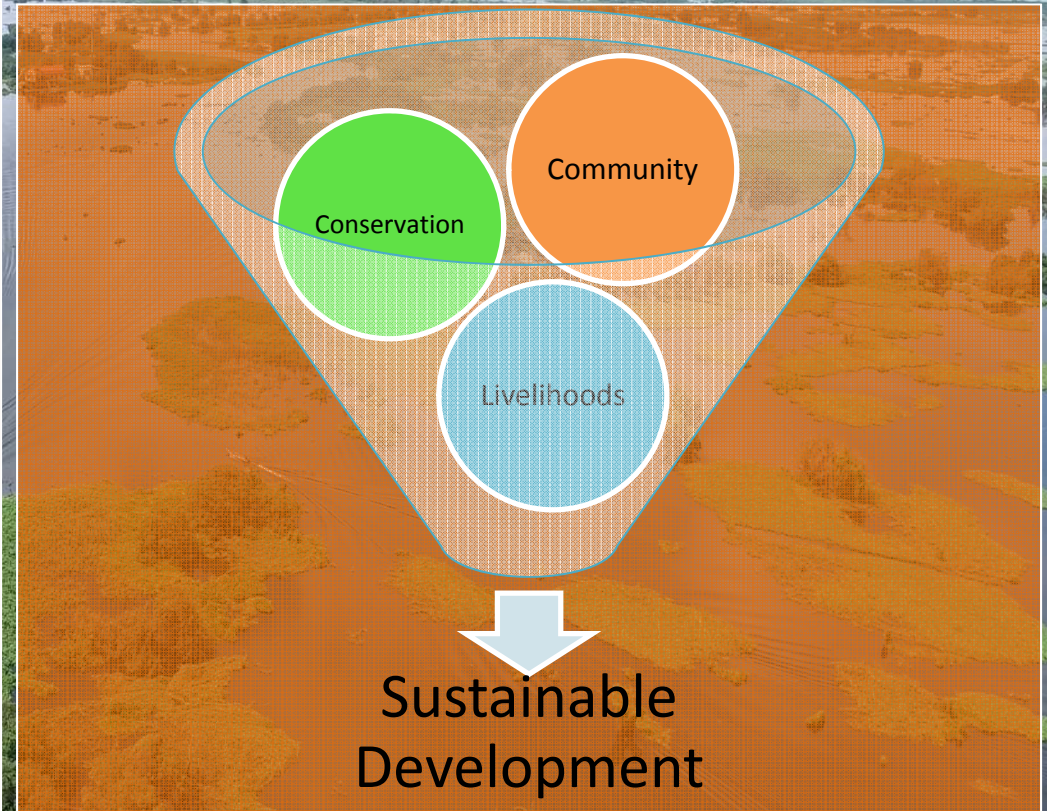 Community
Conservation
Livelihoods
Sustainable
Development